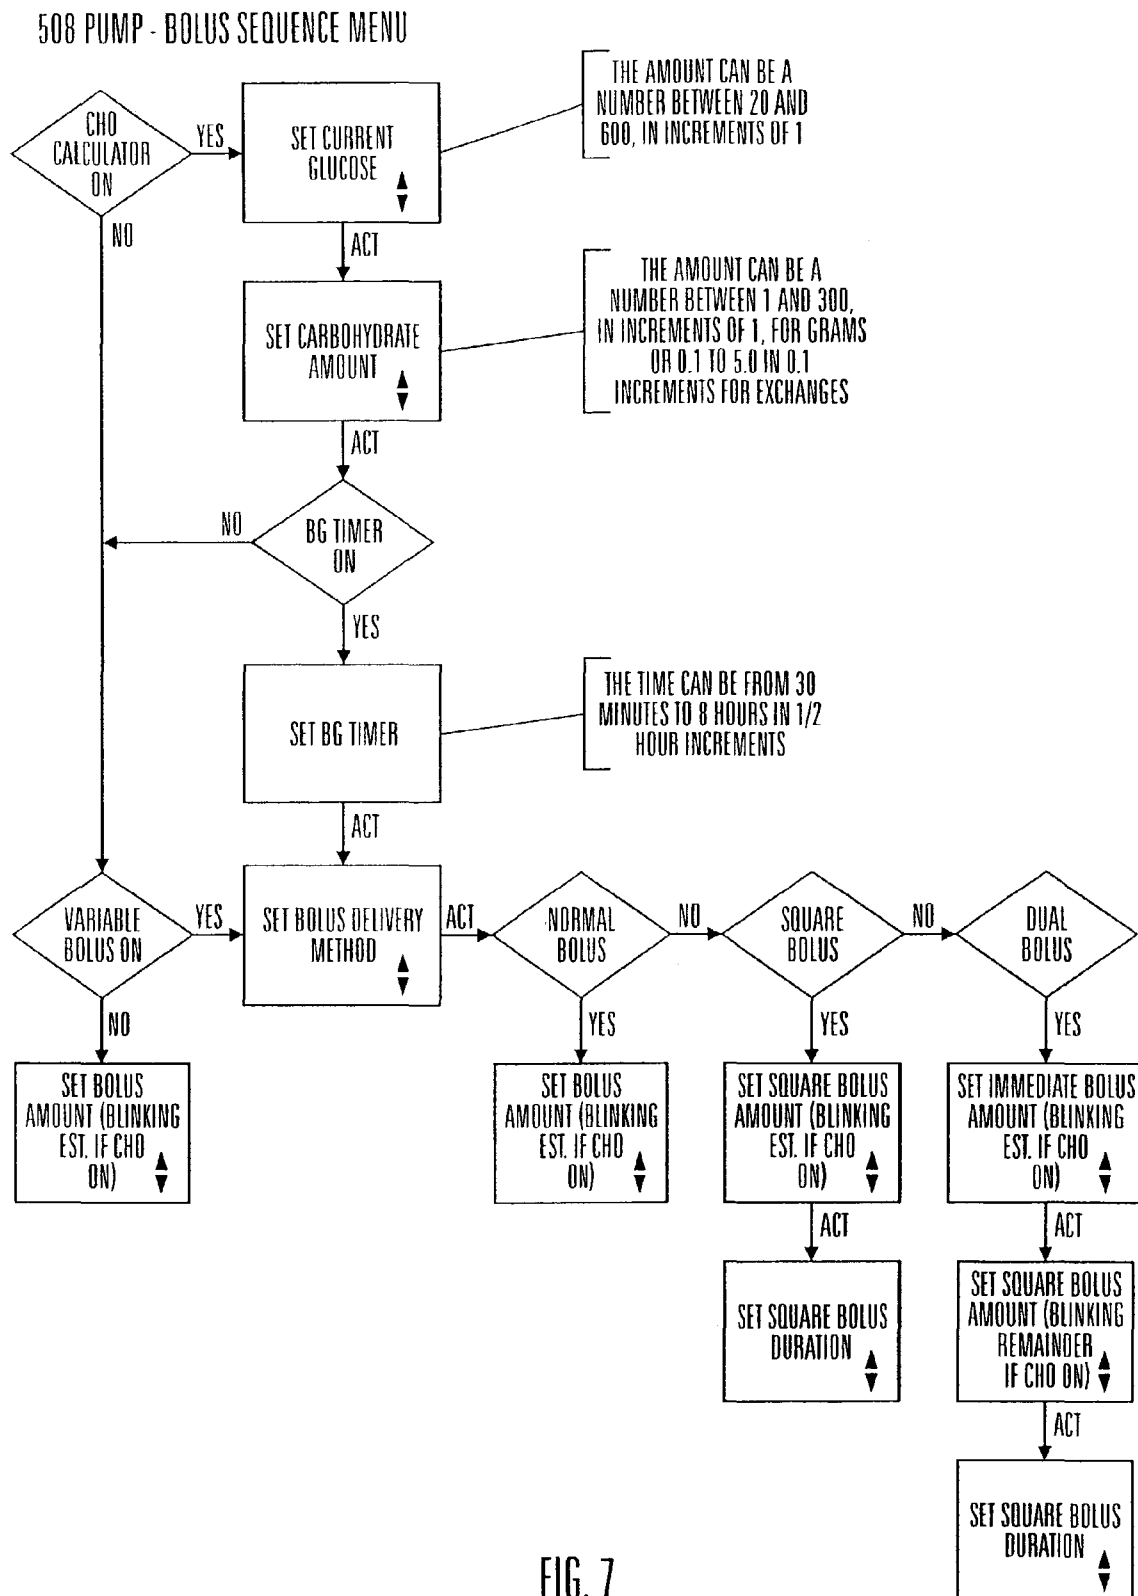 508 PUMP - BOLUS SEQUENCE MENU
CHO
CALCULATOR
ON
YES
NO
SET CURRENT
GLUCOSE
THE AMOUNT CAN BE A
NUMBER BETWEEN 20 AND
600, IN INCREMENTS OF 1
ACT
SET CARBOHYDRATE
AMOUNT
THE AMOUNT CAN BE A
NUMBER BETWEEN 1 AND 300,
IN INCREMENTS OF 1, FOR GRAMS
OR 0.1 TO 5.0 IN 0.1
INCREMENTS FOR EXCHANGES
ACT
BG TIMER
ON
NO
YES
SET BG TIMER
THE TIME CAN BE FROM 30
MINUTES TO 8 HOURS IN 1/2
HOUR INCREMENTS
ACT
VARIABLE
BOLUS ON
YES
SET BOLUS DELIVERY
METHOD
ACT
NORMAL
BOLUS
NO
SQUARE
BOLUS
NO
DUAL
BOLUS
NO
YES
YES
YES
SET BOLUS
AMOUNT (BLINKING
EST. IF CHO
ON)
SET BOLUS
AMOUNT (BLINKING
EST. IF CHO
ON)
SET SQUARE BOLUS
AMOUNT (BLINKING
EST. IF CHO
ON)
SET IMMEDIATE BOLUS
AMOUNT (BLINKING
EST. IF CHO
ON)
ACT
ACT
SET SQUARE BOLUS
DURATION
SET SQUARE BOLUS
AMOUNT (BLINKING
REMAINDER
IF CHO ON)
ACT
SET SQUARE BOLUS
DURATION
FIG. 7